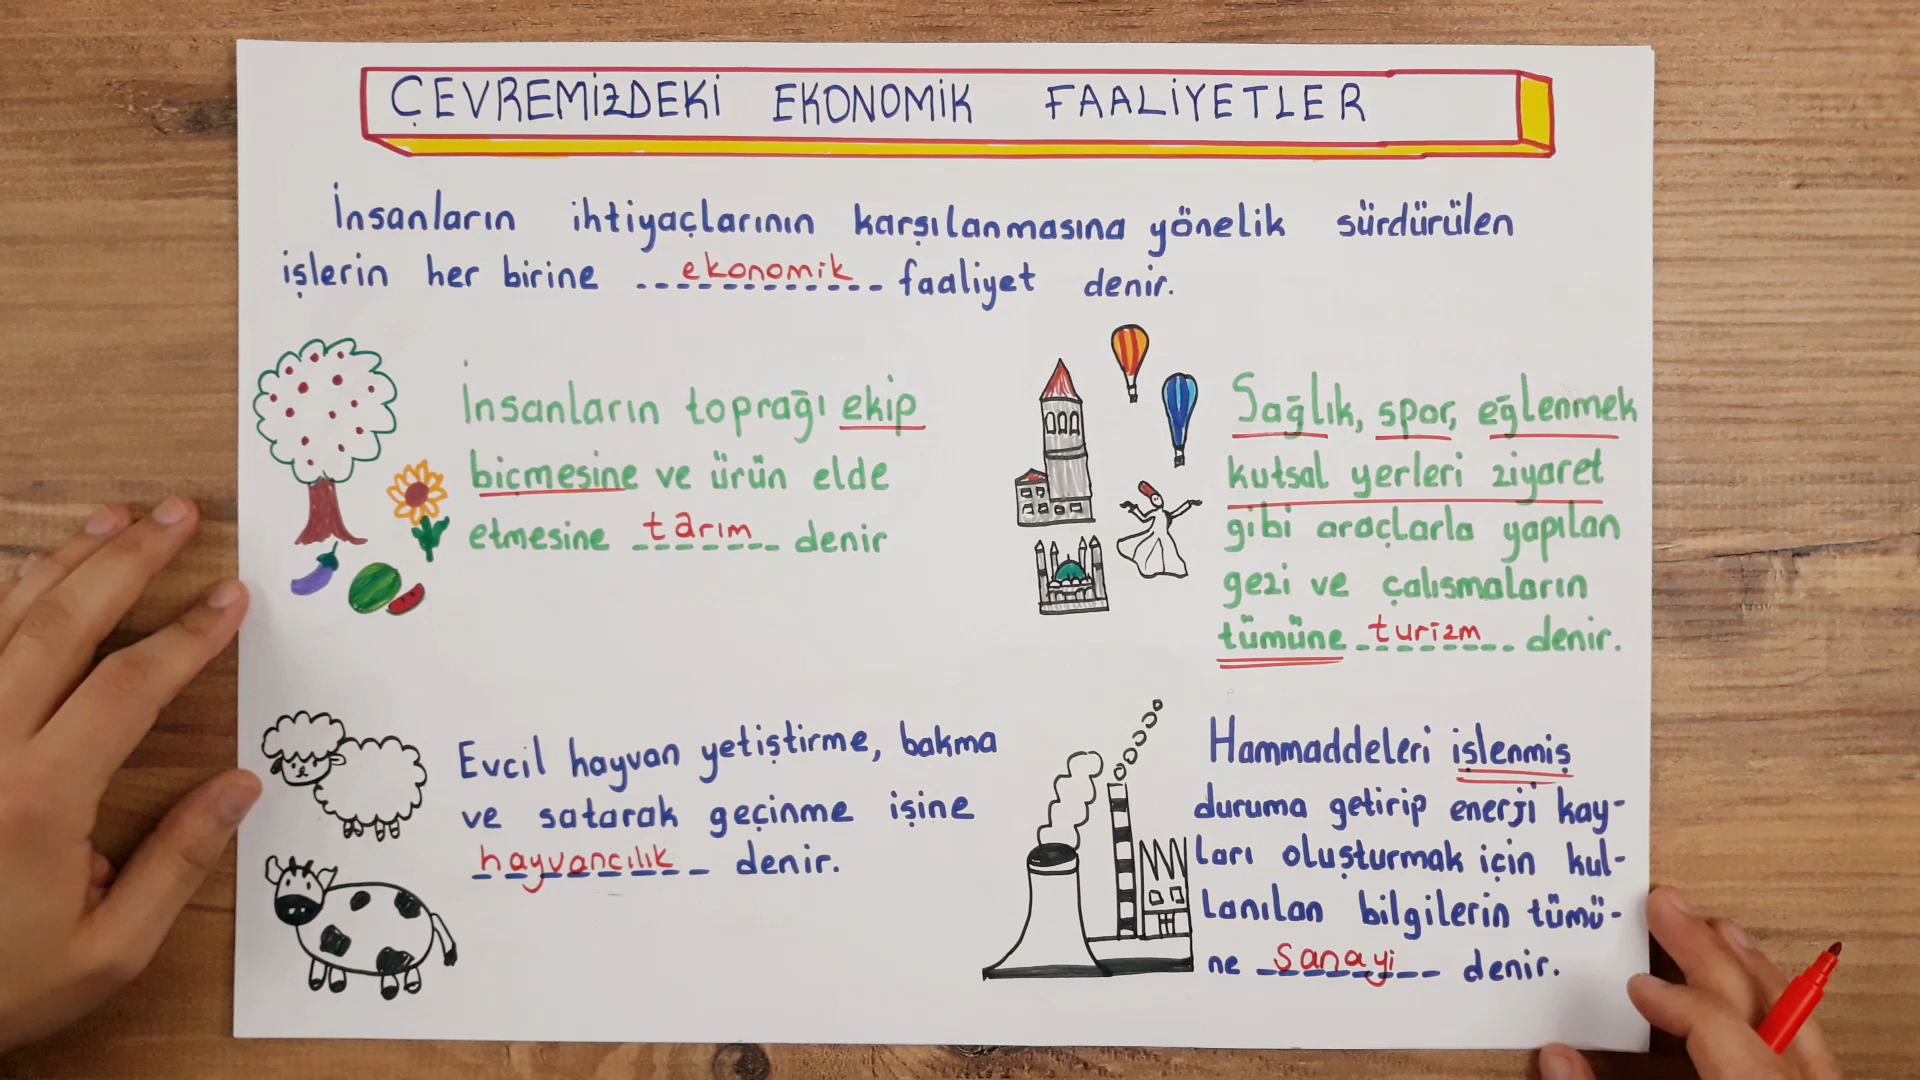 ÇEVREMİZDEKİ EKONOMİK FAALİYETLER
İnsanların ihtiyaçlarının karşılanmasına yönelik sürdürülen
işlerin her birine ekonomik faaliyet denir.
İnsanların toprağı ekip
biçmesine ve ürün elde
etmesine tarım denir
Sağlık, spor, eğlenmek
kutsal yerleri ziyaret
gibi araçlarla yapılan
gezi ve çalışmaların
tümüne turizm denir.
Evcil hayvan yetiştirme, bakma
ve satarak geçinme işine
hayvancılık denir.
Hammaddeleri işlenmiş
duruma getirip enerji kay-
ları oluşturmak için kul-
lanılan bilgilerin tümü-
ne sanayi denir.